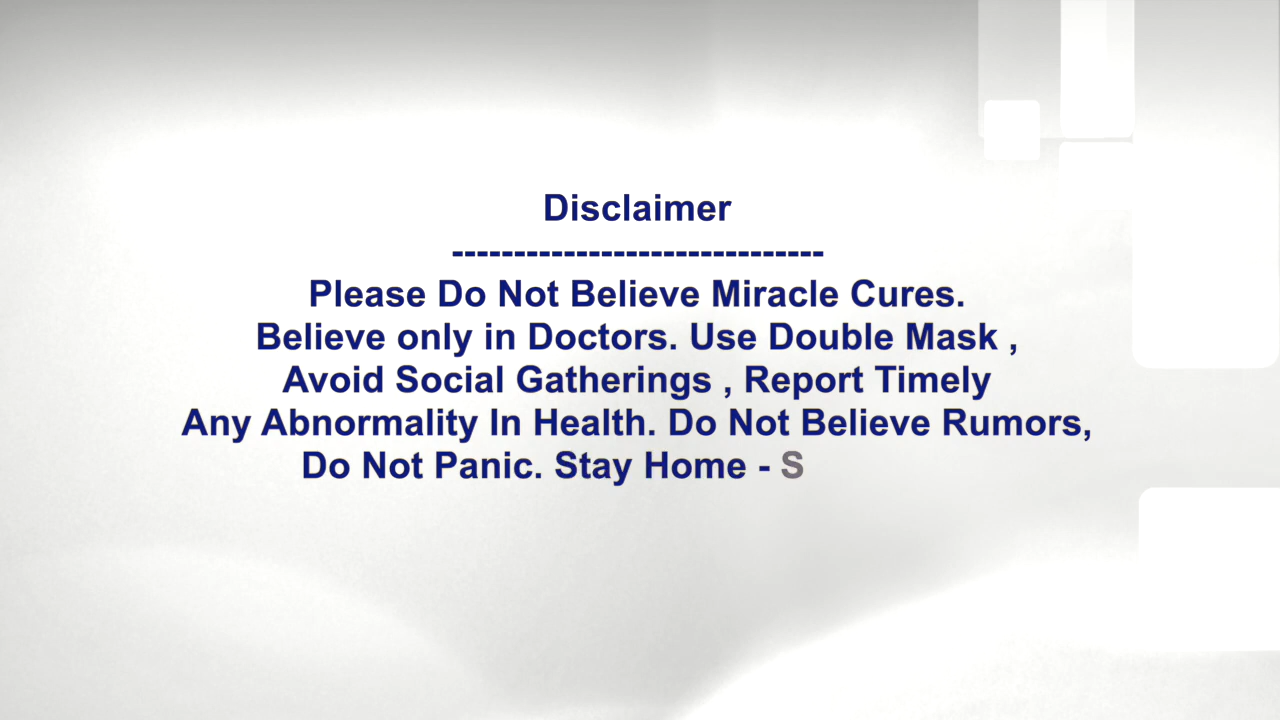 Disclaimer
------------------------------
Please Do Not Believe Miracle Cures.
Believe only in Doctors. Use Double Mask ,
Avoid Social Gatherings , Report Timely
Any Abnormality In Health. Do Not Believe Rumors,
Do Not Panic. Stay Home - S